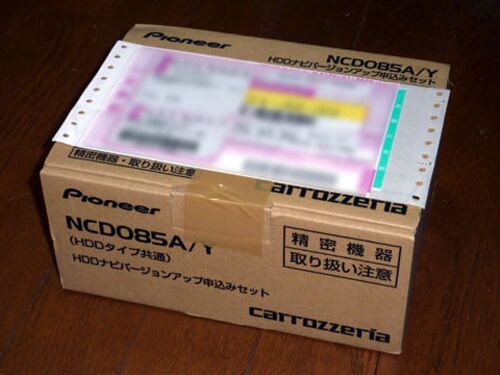 Pioneer
NCD085A/Y
HDDナビバージョンアップ申込みセット
精密機器・取り扱い注意
carrozzeria
Pioneer
NCD085A/Y
(HDDタイプ共通)
HDDナビバージョンアップ申込みセット
精密機器
取り扱い注意
carrozzeria